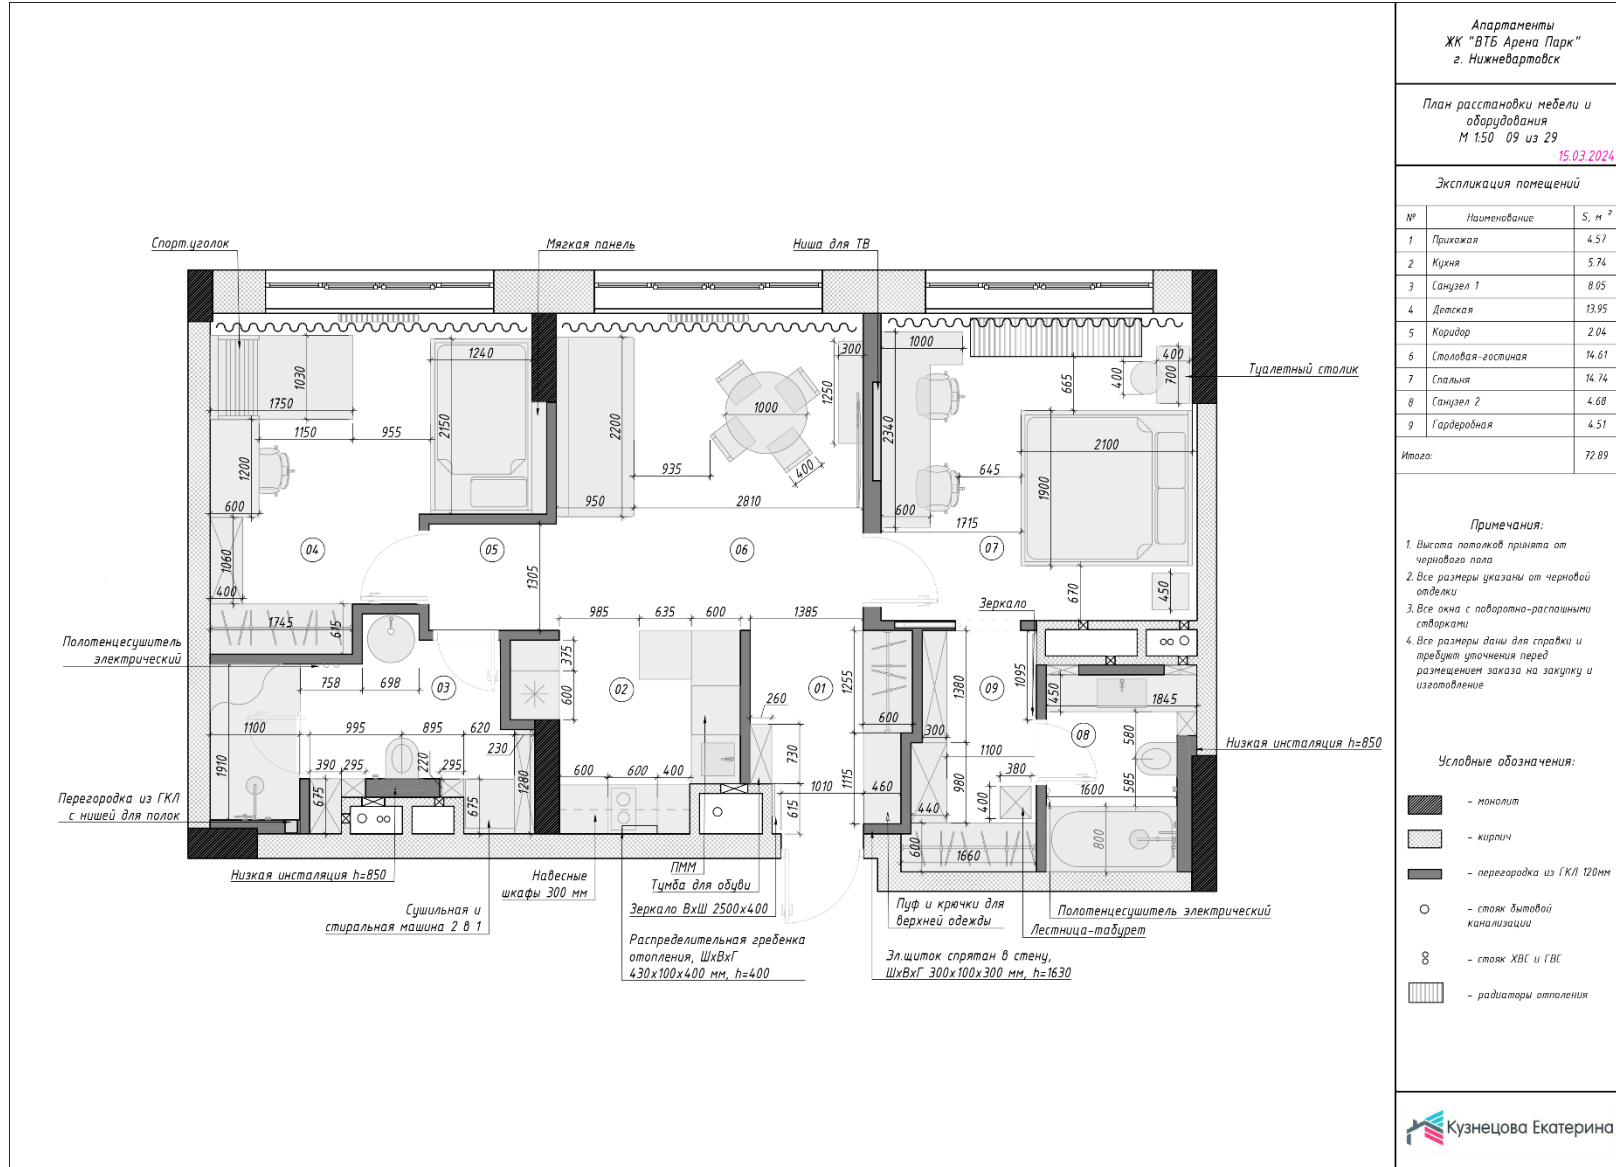 Апартаменты
ЖК "ВТБ Арена Парк"
г. Нижневартовск
План расстановки мебели и
оборудования
М 1:50 09 из 29
15.03.2024
Экспликация помещений
№ Наименование S, м ²
1 Прихожая 4.57
2 Кухня 5.74
3 Санузел 1 8.05
4 Детская 13.95
5 Коридор 2.04
6 Столовая-гостиная 14.61
7 Спальня 14.74
8 Санузел 2 4.68
9 Гардеробная 4.51
Итого: 72.89
Примечания:
1. Высота потолков принята от
чернового пола
2. Все размеры указаны от черновой
отделки
3. Все окна с поворотно-распашными
створками
4. Все размеры даны для справки и
требуют уточнения перед
размещением заказа на закупку и
изготовление
Условные обозначения:
- монолит
- кирпич
- перегородка из ГКЛ 120мм
- стояк бытовой
канализации
- стояк ХВС и ГВС
- радиаторы отпления
Кузнецова Екатерина
Спорт.уголок
Мягкая панель
Ниша для ТВ
Туалетный столик
Зеркало
Полотенцесушитель
электрический
Перегородка из ГКЛ
с нишей для полок
Низкая инсталяция h=850
Сушильная и
стиральная машина 2 в 1
Навесные
шкафы 300 мм
ПММ
Тумба для обуви
Зеркало ВхШ 2500х400
Распределительная гребенка
отопления, ШхВхГ
430х100х400 мм, h=400
Пуф и крючки для
верхней одежды
Эл.щиток спрятан в стену,
ШхВхГ 300х100х300 мм, h=1630
Лестница-табурет
Полотенцесушитель электрический
Низкая инсталяция h=850
1240
1030
1750
1150
955
2150
1200
600
1060
400
1745
615
04
05
1305
2200
950
935
1000
400
2810
300
1250
06
1000
2340
600
645
1715
665
400
400
700
2100
1900
670
450
07
758
698
03
1100
1910
995
895
620
390
295
220
295
230
675
675
1280
985
635
600
375
600
02
600
600
400
1385
01
260
730
1010
615
1255
600
1115
460
1380
300
09
1095
1100
980
440
380
400
600
1660
450
1845
08
580
585
1600
800